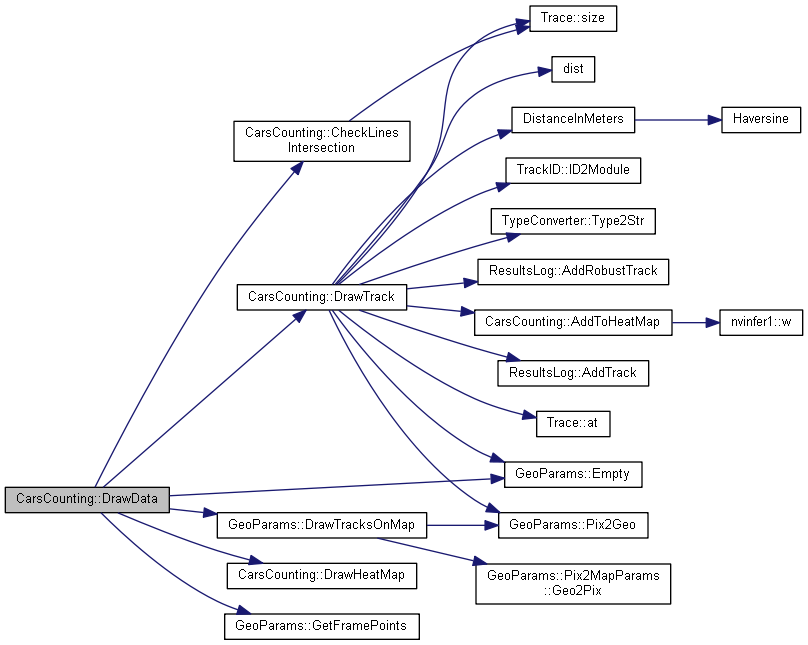 Trace::size
dist
DistanceInMeters
Haversine
CarsCounting::CheckLines
Intersection
TrackID::ID2Module
TypeConverter::Type2Str
ResultsLog::AddRobustTrack
CarsCounting::DrawTrack
CarsCounting::AddToHeatMap
nvinfer1::w
ResultsLog::AddTrack
Trace::at
GeoParams::Empty
CarsCounting::DrawData
GeoParams::DrawTracksOnMap
GeoParams::Pix2Geo
CarsCounting::DrawHeatMap
GeoParams::Pix2MapParams
::Geo2Pix
GeoParams::GetFramePoints